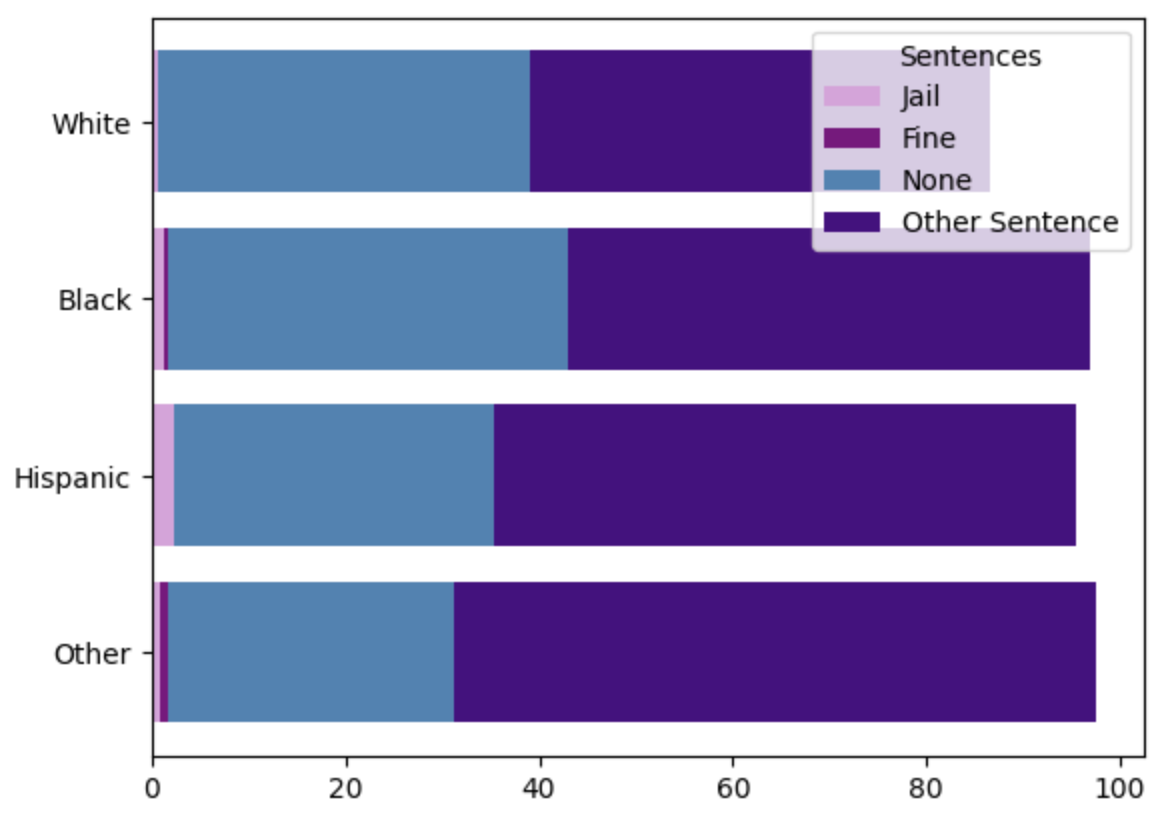 Sentences
Jail
Fine
None
Other Sentence
White
Black
Hispanic
Other
0 20 40 60 80 100